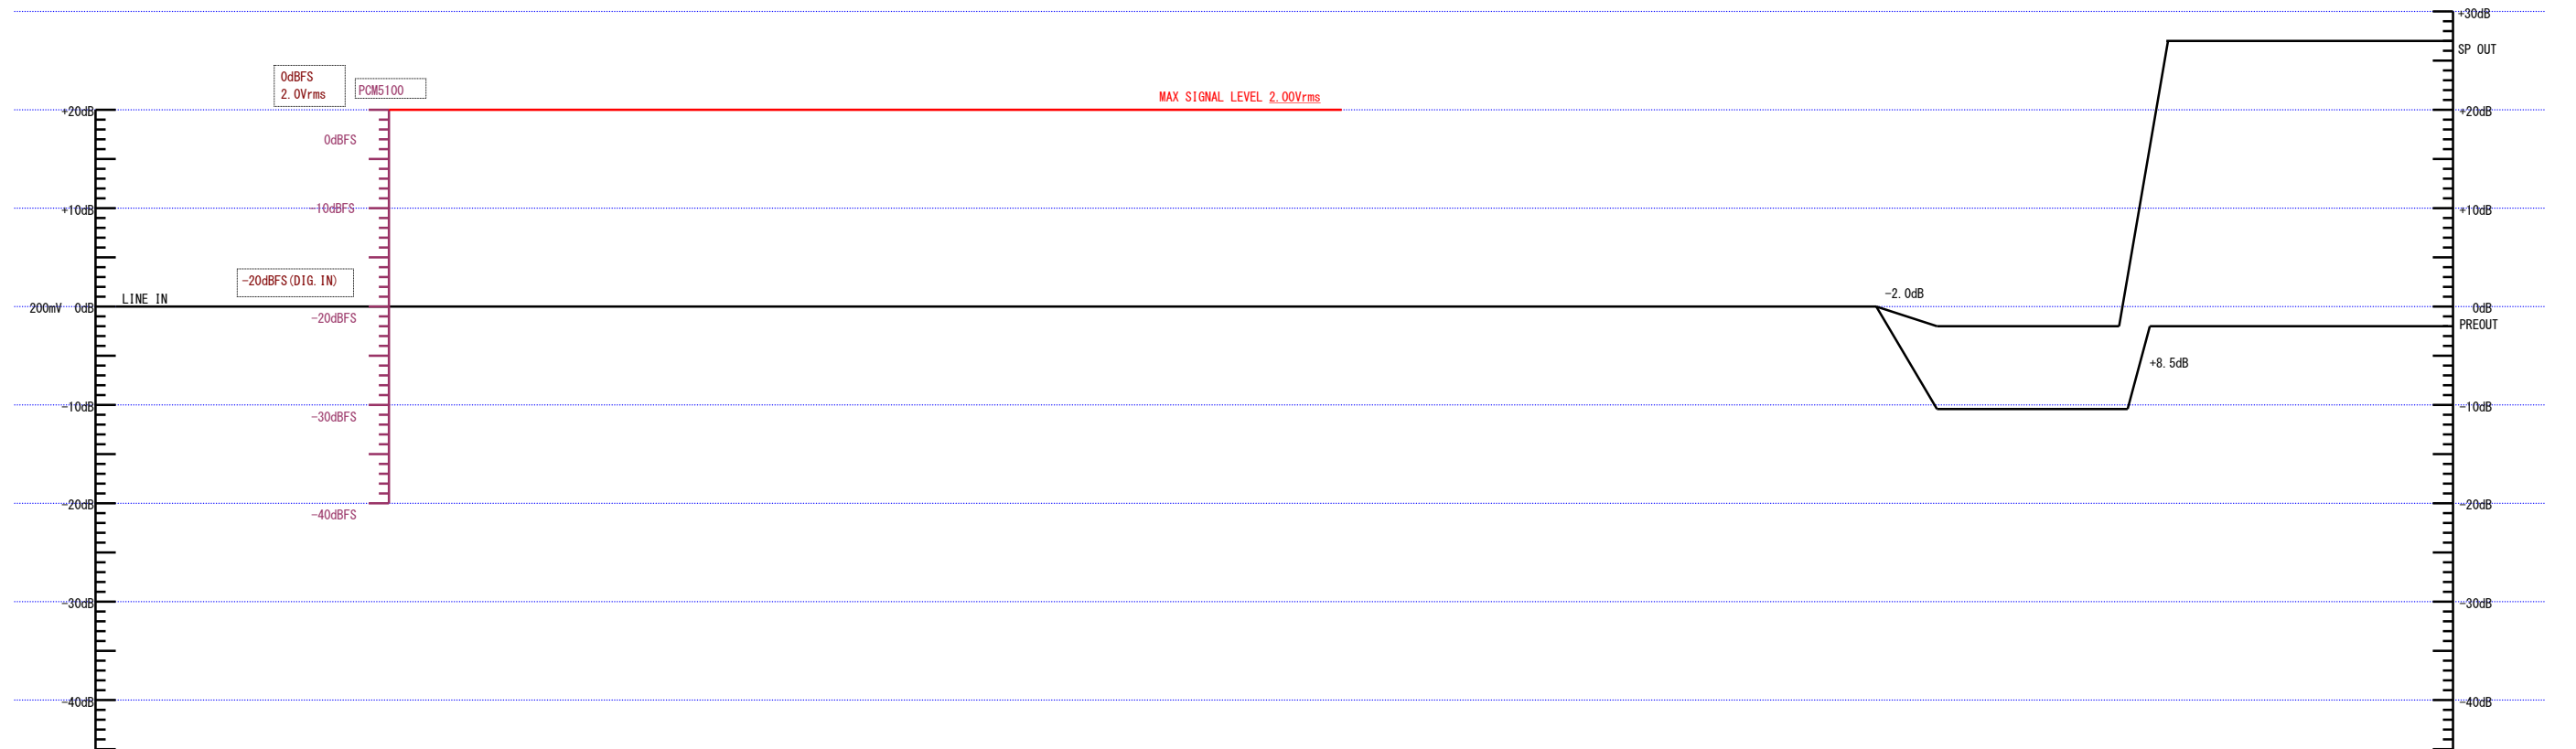 +30dB
SP OUT
0dBFS
2.0Vrms
PCM5100
MAX SIGNAL LEVEL 2.00Vrms
+20dB
+20dB
0dBFS
+10dB
-10dBFS
+10dB
-20dBFS(DIG.IN)
-2.0dB
LINE IN
200mV 0dB
0dB
-20dBFS
PREOUT
+8.5dB
-10dB
-30dBFS
-10dB
-20dB
-20dB
-40dBFS
-30dB
-30dB
-40dB
-40dB